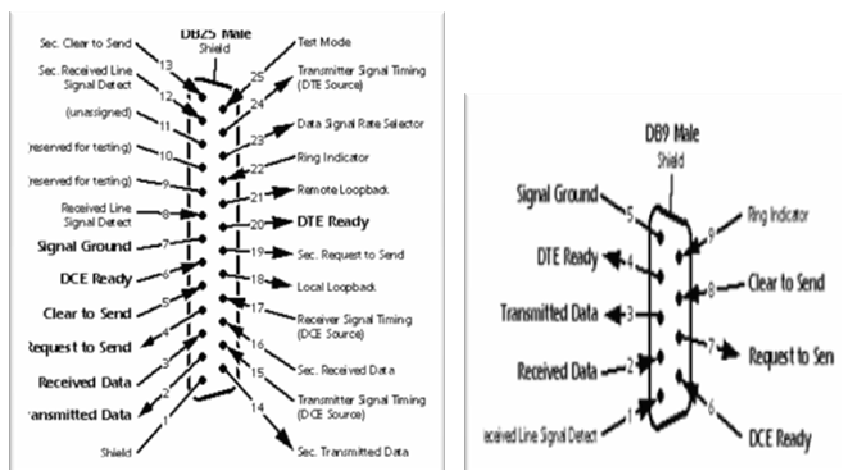 DB25 Male
Shield
Sec. Clear to Send
13
Sec. Received Line
Signal Detect
12
(unassigned)
11
reserved for testing)
10
reserved for testing)
9
Received Line
Signal Detect
8
Signal Ground
7
DCE Ready
6
Clear to Send
5
Request to Send
4
Received Data
3
ransmitted Data
2
Shield
1
25
Test Mode
24
Transmitter Signal Timing
(DTE Source)
23
Data Signal Rate Selector
22
Ring Indicator
21
Remote Loopback
20
DTE Ready
19
Sec. Request to Send
18
Local Loopback
17
Receiver Signal Timing
(DCE Source)
16
Sec. Received Data
15
Transmitter Signal Timing
(DCE Source)
14
Sec. Transmitted Data
DB9 Male
Shield
Signal Ground
5
DTE Ready
4
Transmitted Data
3
Received Data
2
eceived Line Signal Detect
1
9
Ring Indicator
8
Clear to Send
7
Request to Sen
6
DCE Ready